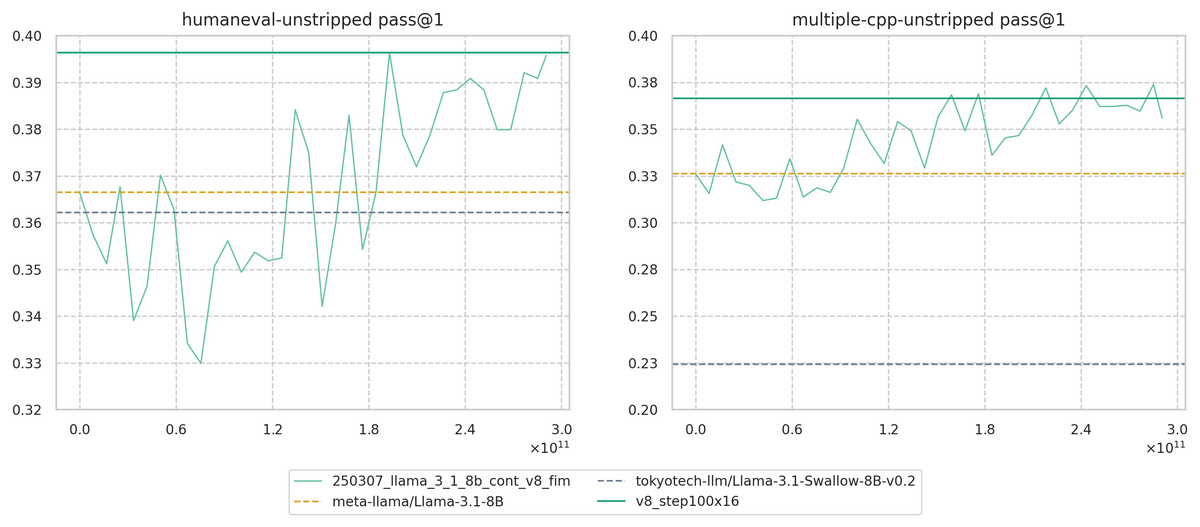 humaneval-unstripped pass@1
0.40
0.39
0.38
0.37
0.36
0.35
0.34
0.33
0.32
0.0 0.6 1.2 1.8 2.4 3.0
×10¹¹
multiple-cpp-unstripped pass@1
0.40
0.38
0.35
0.33
0.30
0.28
0.25
0.23
0.20
0.0 0.6 1.2 1.8 2.4 3.0
×10¹¹
250307_llama_3_1_8b_cont_v8_fim
meta-llama/Llama-3.1-8B
tokyotech-llm/Llama-3.1-Swallow-8B-v0.2
v8_step100x16